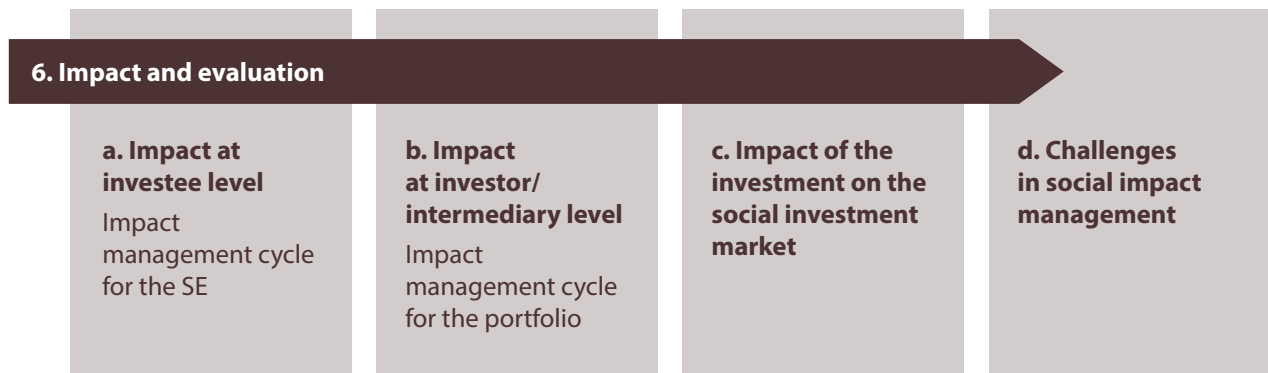 6. Impact and evaluation
a. Impact at
investee level
Impact
management cycle
for the SE
b. Impact
at investor/
intermediary level
Impact
management cycle
for the portfolio
c. Impact of the
investment on the
social investment
market
d. Challenges
in social impact
management